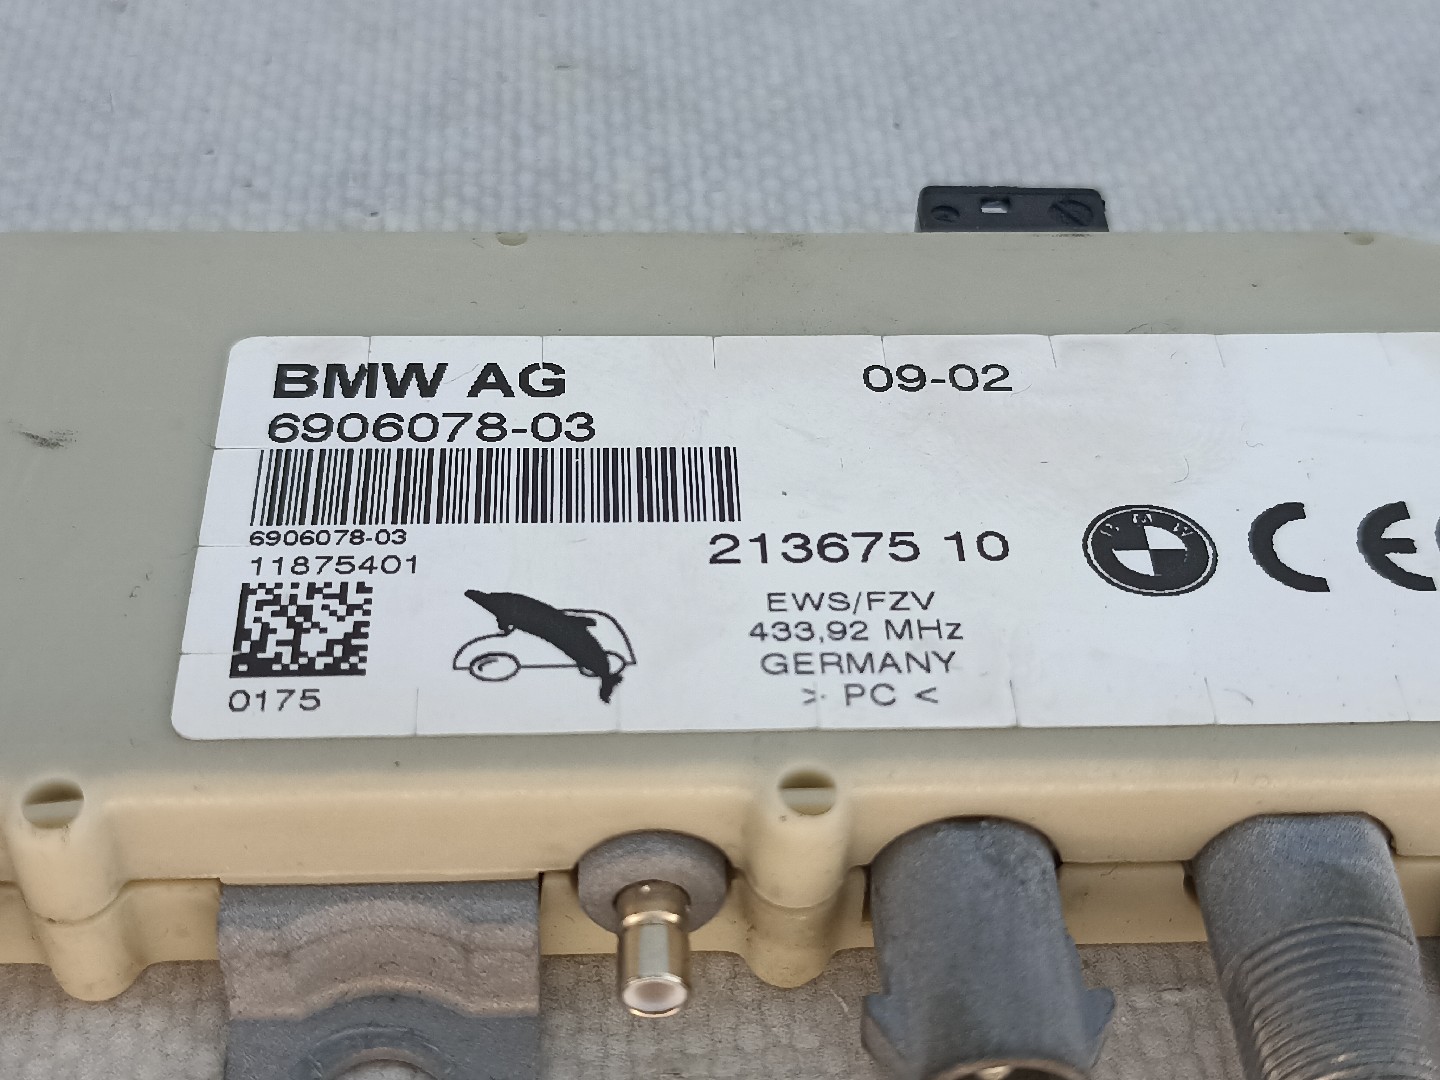 BMW AG
09-02
6906078-03
6906078-03
11875401
213675 10
EWS/FZV
433,92 MHz
GERMANY
> PC <
0175
BMW
CE